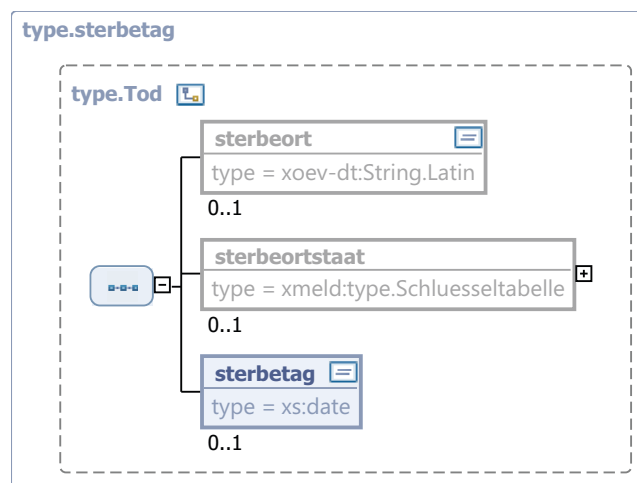 type.sterbetag
type.Tod
sterbeort
type = xoev-dt:String.Latin
0..1
sterbeortstaat
type = xmeld:type.Schluesseltabelle
0..1
sterbetag
type = xs:date
0..1